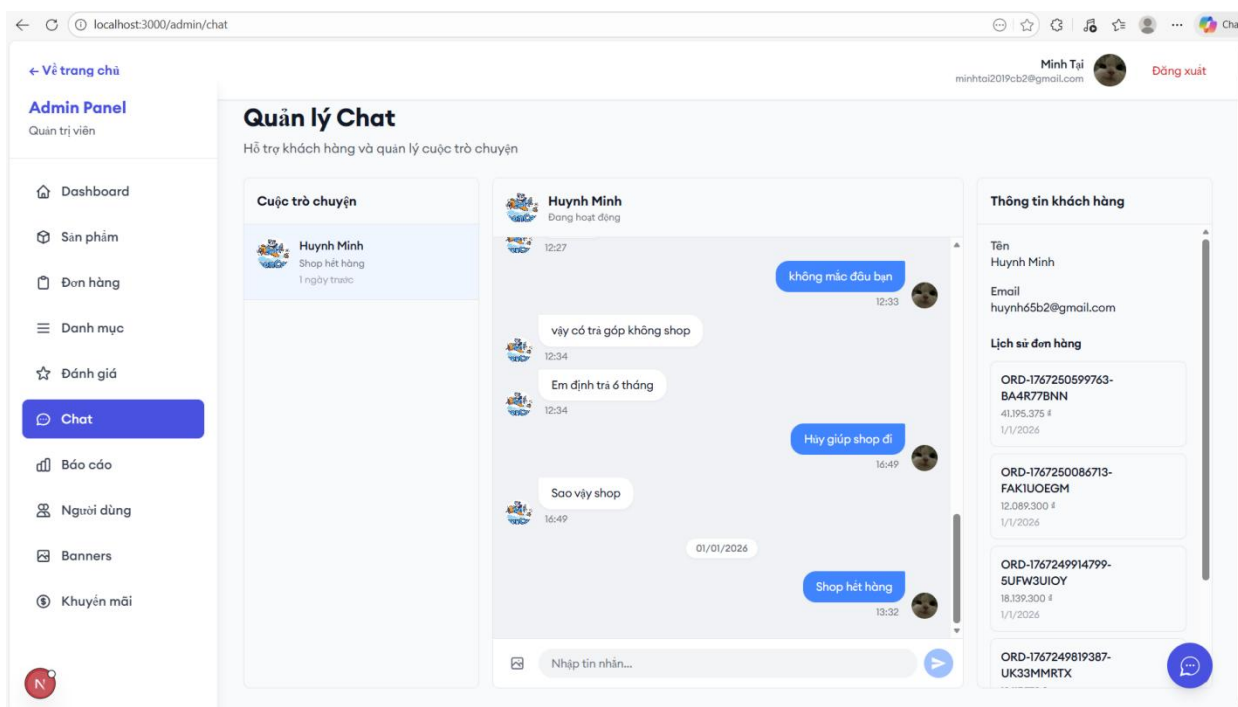 localhost:3000/admin/chat
Cha
← Về trang chủ
Minh Tại
minhtai2019cb2@gmail.com
Đăng xuất
Admin Panel
Quản trị viên
Dashboard
Sản phẩm
Đơn hàng
Danh mục
Đánh giá
Chat
Báo cáo
Người dùng
Banners
Khuyến mãi
N
Quản lý Chat
Hỗ trợ khách hàng và quản lý cuộc trò chuyện
Cuộc trò chuyện
Huynh Minh
Shop hết hàng
1 ngày trước
Huynh Minh
Đang hoạt động
12:27
không mắc đâu bạn
12:33
vậy có trả góp không shop
12:34
Em định trả 6 tháng
12:34
Hủy giúp shop đi
16:49
Sao vậy shop
16:49
01/01/2026
Shop hết hàng
13:32
Nhập tin nhắn...
Thông tin khách hàng
Tên
Huynh Minh
Email
huynh65b2@gmail.com
Lịch sử đơn hàng
ORD-1767250599763-
BA4R77BNN
41.195.375 ₫
1/1/2026
ORD-1767250086713-
FAK1UOEGM
12.089.300 ₫
1/1/2026
ORD-1767249914799-
5UFW3UIOY
18.139.300 ₫
1/1/2026
ORD-1767249819387-
UK33MMRTX